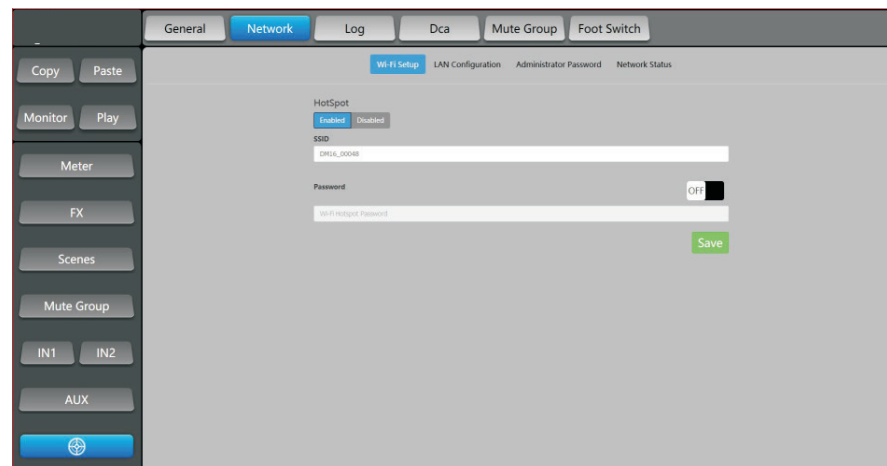 General Network Log Dca Mute Group Foot Switch
Copy Paste
Monitor Play
Meter
FX
Scenes
Mute Group
IN1 IN2
AUX
Wi-Fi Setup LAN Configuration Administrator Password Network Status
HotSpot
Enabled Disabled
SSID
DM16_00048
Password
OFF
Wi-Fi Hotspot Password
Save